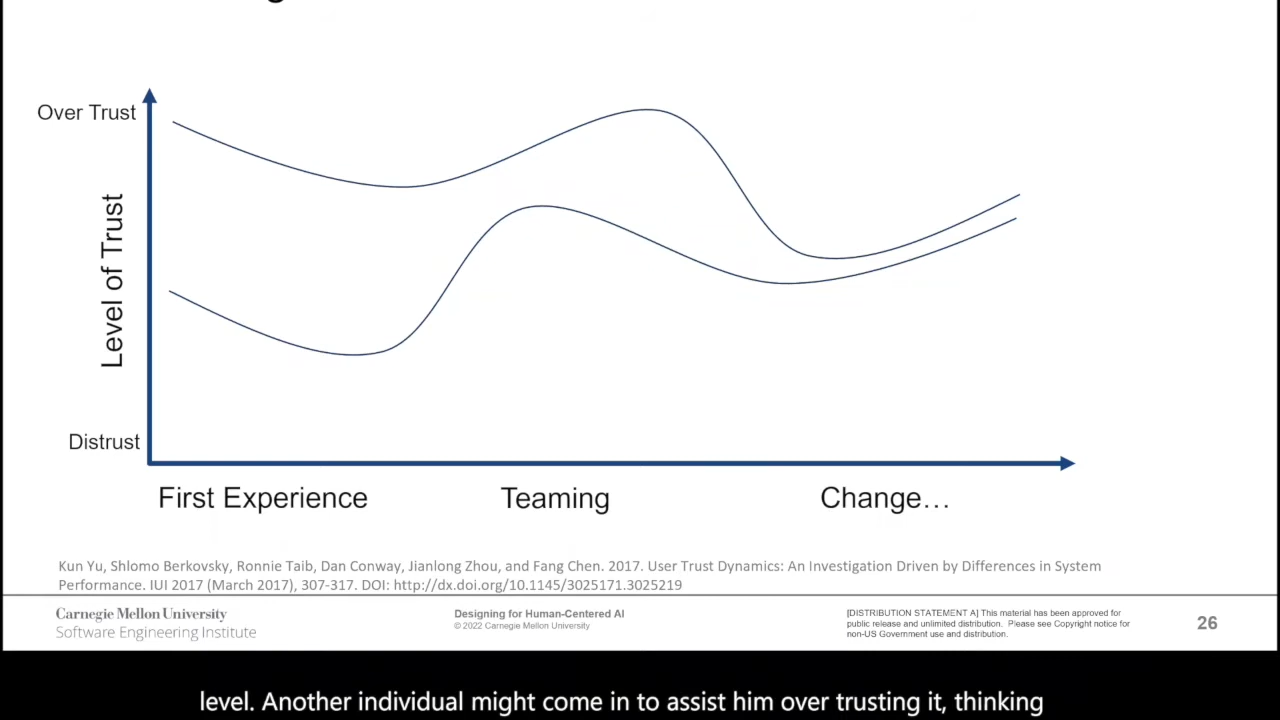 Over Trust
Level of Trust
Distrust
First Experience
Teaming
Change…
Kun Yu, Shlomo Berkovsky, Ronnie Taib, Dan Conway, Jianlong Zhou, and Fang Chen. 2017. User Trust Dynamics: An Investigation Driven by Differences in System
Performance. IUI 2017 (March 2017), 307-317. DOI: http://dx.doi.org/10.1145/3025171.3025219
Carnegie Mellon University
Software Engineering Institute
Designing for Human-Centered AI
© 2022 Carnegie Mellon University
[DISTRIBUTION STATEMENT A] This material has been approved for
public release and unlimited distribution.  Please see Copyright notice for
non-US Government use and distribution.
26
level. Another individual might come in to assist him over trusting it, thinking